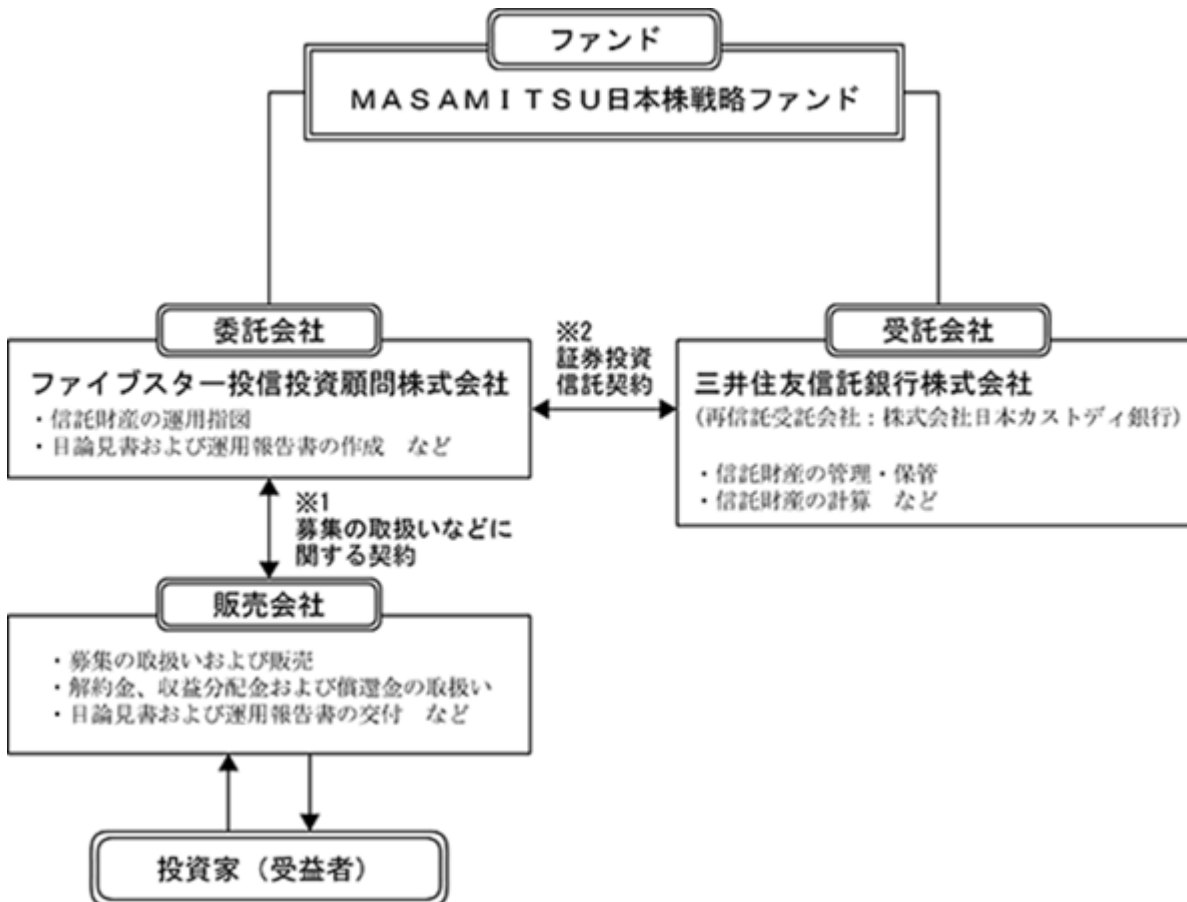 ファンド
ＭＡＳＡＭＩＴＳＵ日本株戦略ファンド
委託会社
ファイブスター投信投資顧問株式会社
・信託財産の運用指図
・目論見書および運用報告書の作成　など
※2
証券投資
信託契約
受託会社
三井住友信託銀行株式会社
(再信託受託会社：株式会社日本カストディ銀行)
・信託財産の管理・保管
・信託財産の計算　など
※1
募集の取扱いなどに
関する契約
販売会社
・募集の取扱いおよび販売
・解約金、収益分配金および償還金の取扱い
・目論見書および運用報告書の交付　など
投資家（受益者）